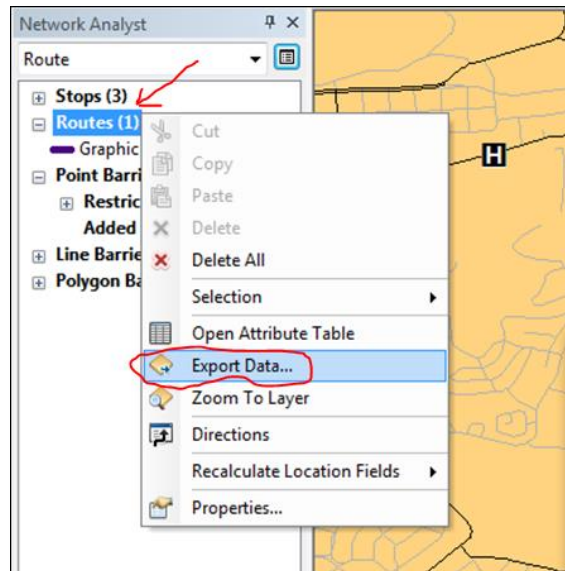 Network Analyst
Route
Stops (3)
Routes (1)
Graphic
Point Barri
Restric
Added
Line Barrie
Polygon Ba
Cut
Copy
Paste
Delete
Delete All
Selection
Open Attribute Table
Export Data...
Zoom To Layer
Directions
Recalculate Location Fields
Properties...
H